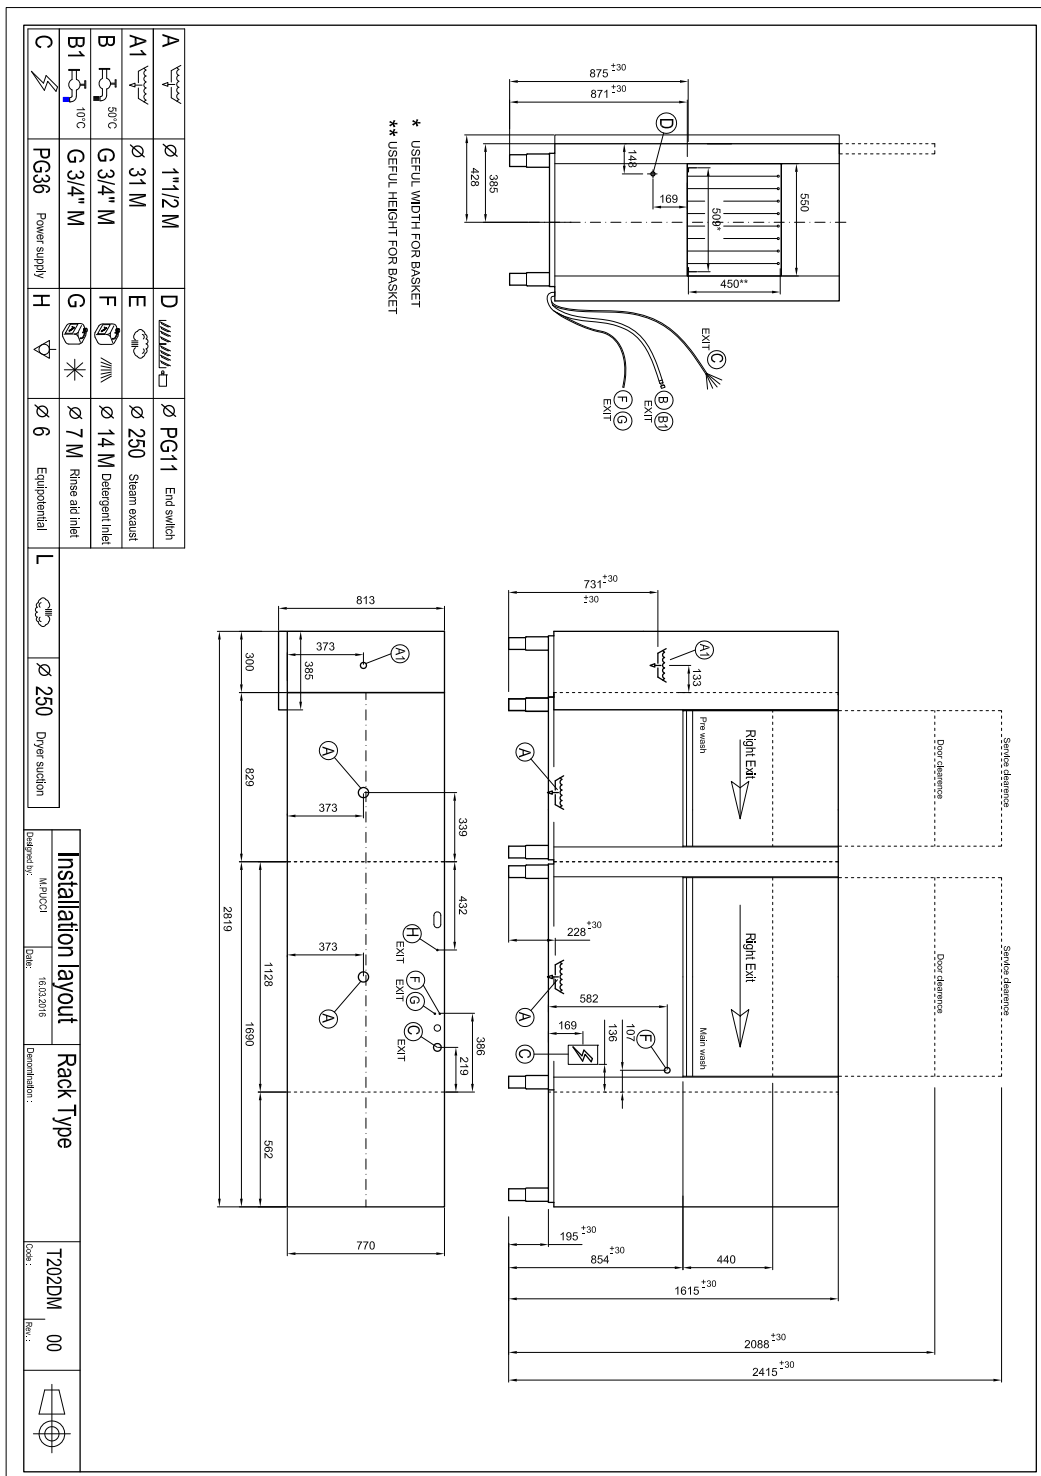 875 ±30
871 ±30
D
148
169
385
428
509*
550
450**
C
EXIT
B B1
EXIT
F G
EXIT
* USEFUL WIDTH FOR BASKET
** USEFUL HEIGHT FOR BASKET
Service clearence
Door clearence
Service clearence
Door clearence
731 ±30
±30
A1
133
Right Exit
Pre wash
Right Exit
Main wash
A
228 ±30
A
582
169
C
136
107
F
195 ±30
854 ±30
440
1615 ±30
2088 ±30
2415 ±30
813
300
385
373
A1
829
A
373
339
432
H
EXIT
F
G
EXIT
C
EXIT
386
219
373
A
1128
1690
2819
562
770
A Ø 1"1/2 M D Ø PG11 End switch
A1 Ø 31 M E Ø 250 Steam exaust
B 50°C G 3/4" M F Ø 14 M Detergent inlet
B1 10°C G 3/4" M G Ø 7 M Rinse aid inlet
C PG36 Power supply H Ø 6 Equipotential L Ø 250 Dryer suction
Installation layout
Designed by: M.PUCCI
Date: 16.03.2016
Rack Type
Denomination :
T202DM
Code :
00
Rev. :